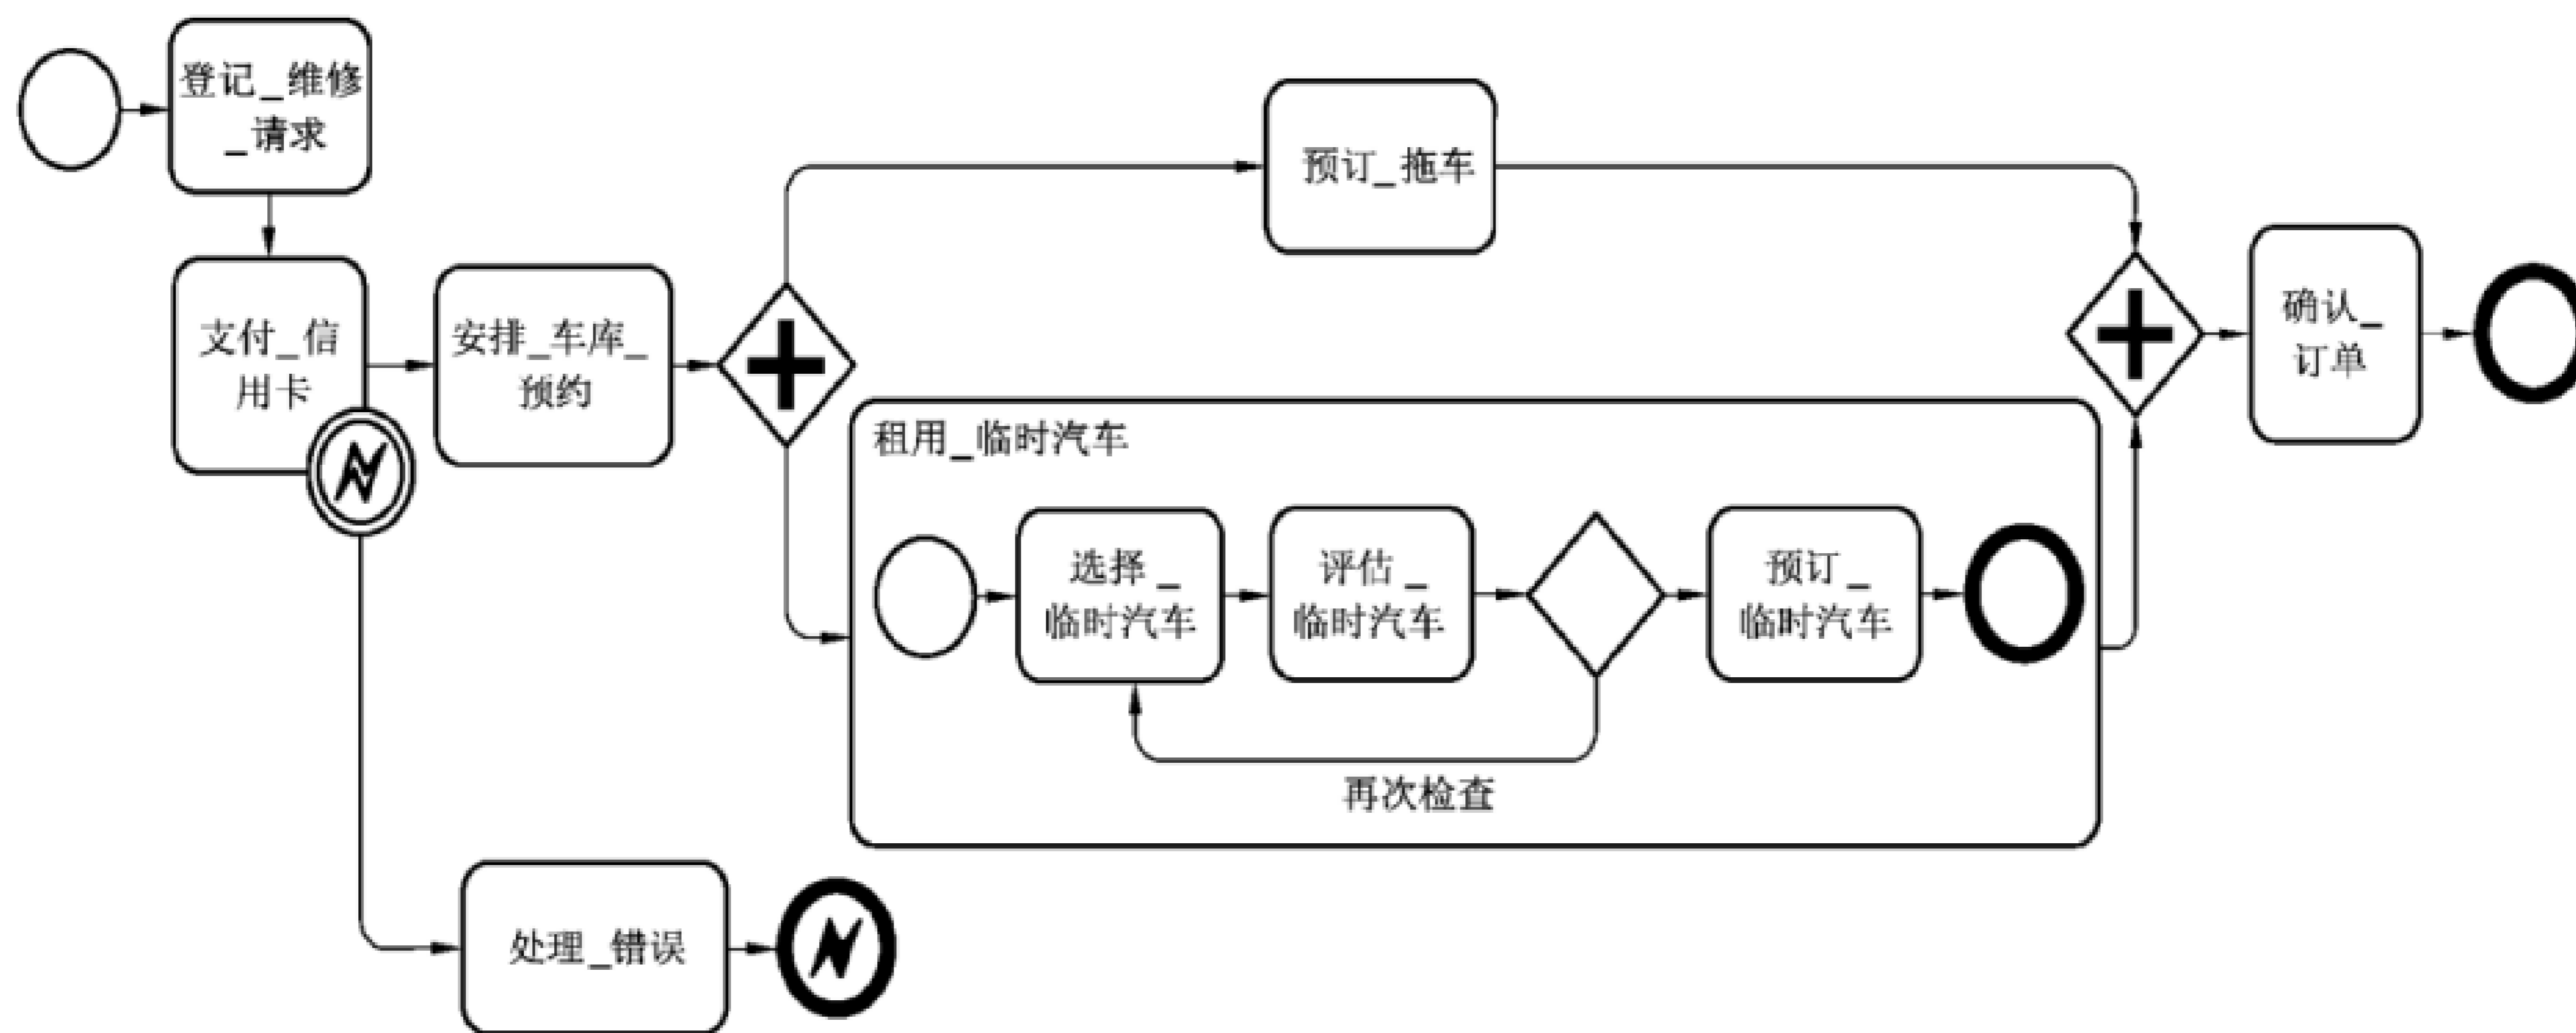 登记_维修
_请求
支付_信
用卡
安排_车库_
预约
预订_拖车
确认_
订单
租用_临时汽车
选择_
临时汽车
评估_
临时汽车
预订_
临时汽车
再次检查
处理_错误